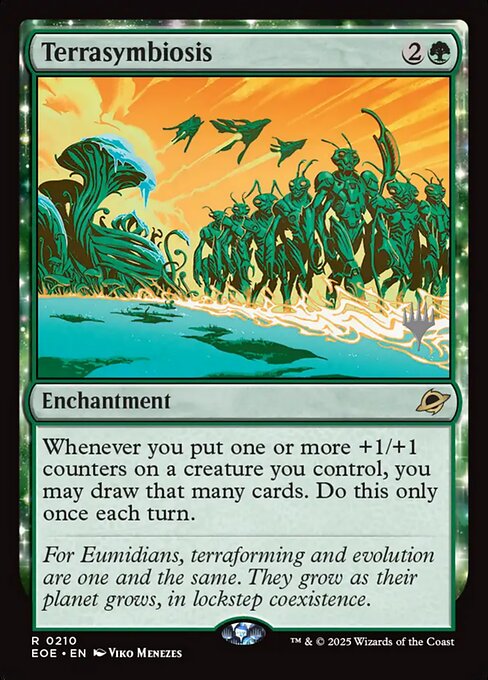 Terrasymbiosis 2
Enchantment
Whenever you put one or more +1/+1
counters on a creature you control, you
may draw that many cards. Do this only
once each turn.
For Eumidians, terraforming and evolution
are one and the same. They grow as their
planet grows, in lockstep coexistence.
R 0210
EOE • EN Viko Menezes
™ & © 2025 Wizards of the Coast